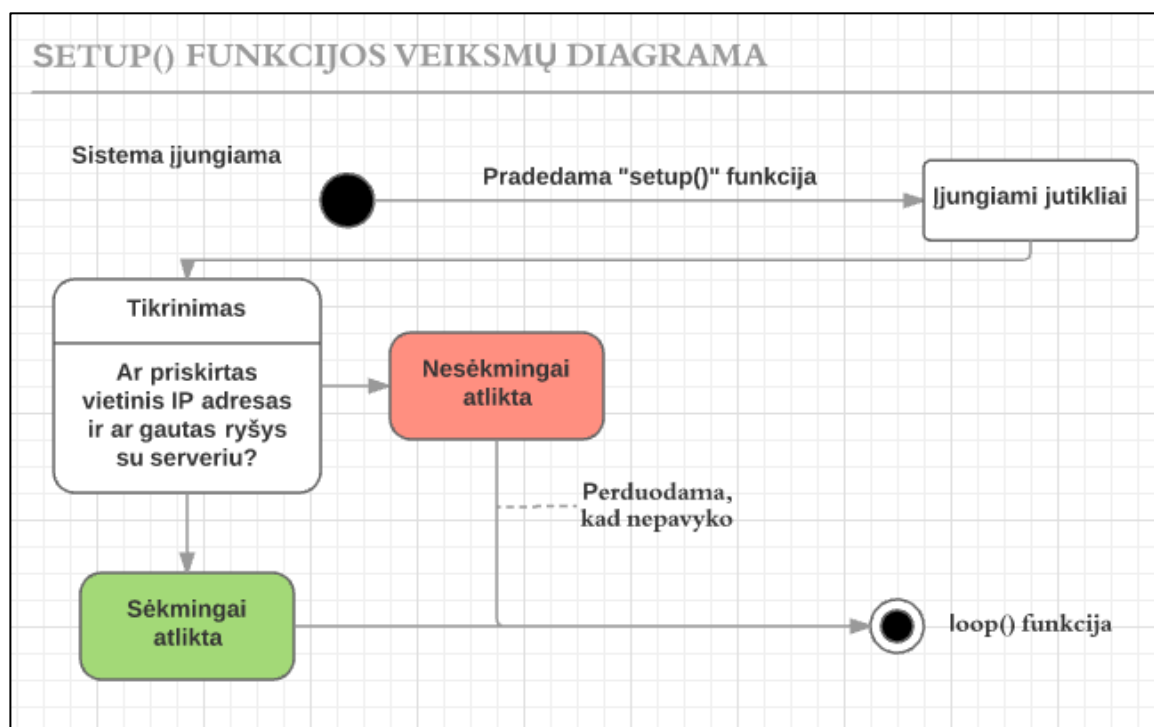 SETUP() FUNKCIJOS VEIKSMŲ DIAGRAMA
Sistema įjungiama
Pradedama "setup()" funkcija
Įjungiami jutikliai
Tikrinimas
Ar priskirtas
vietinis IP adresas
ir ar gautas ryšys
su serveriu?
Nesėkmingai
atlikta
Perduodama,
kad nepavyko
Sėkmingai
atlikta
loop() funkcija